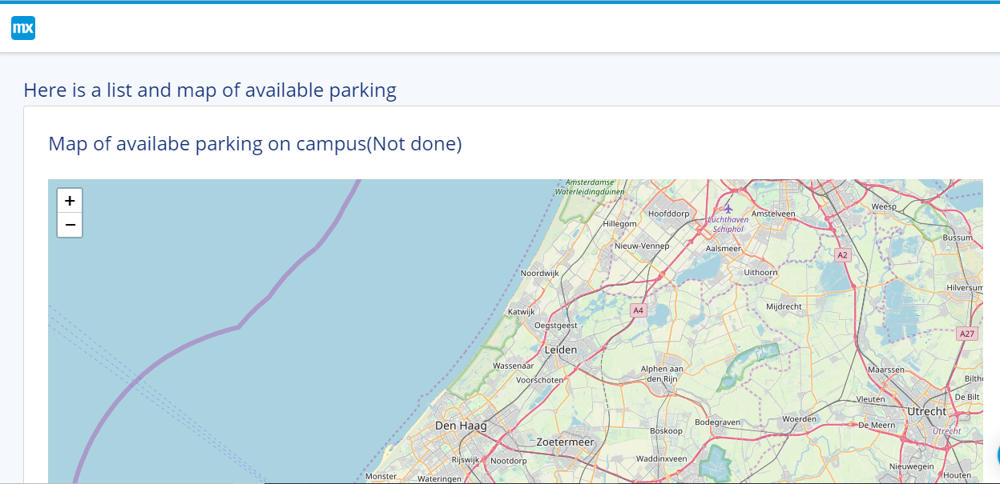 mx
Here is a list and map of available parking
Map of availabe parking on campus(Not done)
+
−
Amsterdamse
Waterleidingduinen
Hillegom
Hoofddorp
Luchthaven
Schiphol
Amstelveen
Weesp
Bussum
Nieuw-Vennep
Aalsmeer
A2
Noordwijk
Uithoorn
Hilversum
Katwijk
A4
Mijdrecht
Oegstgeest
A27
Leiden
Wassenaar
Voorschoten
Alphen aan
den Rijn
Maarssen
Bilth
De Bilt
Vleuten
Utrecht
Den Haag
Bodegraven
Woerden
De Meern
Utrecht
Boskoop
Zoetermeer
Rijswijk
Nootdorp
Waddinxveen
Nieuwegein
Houten
Monster
Wateringen